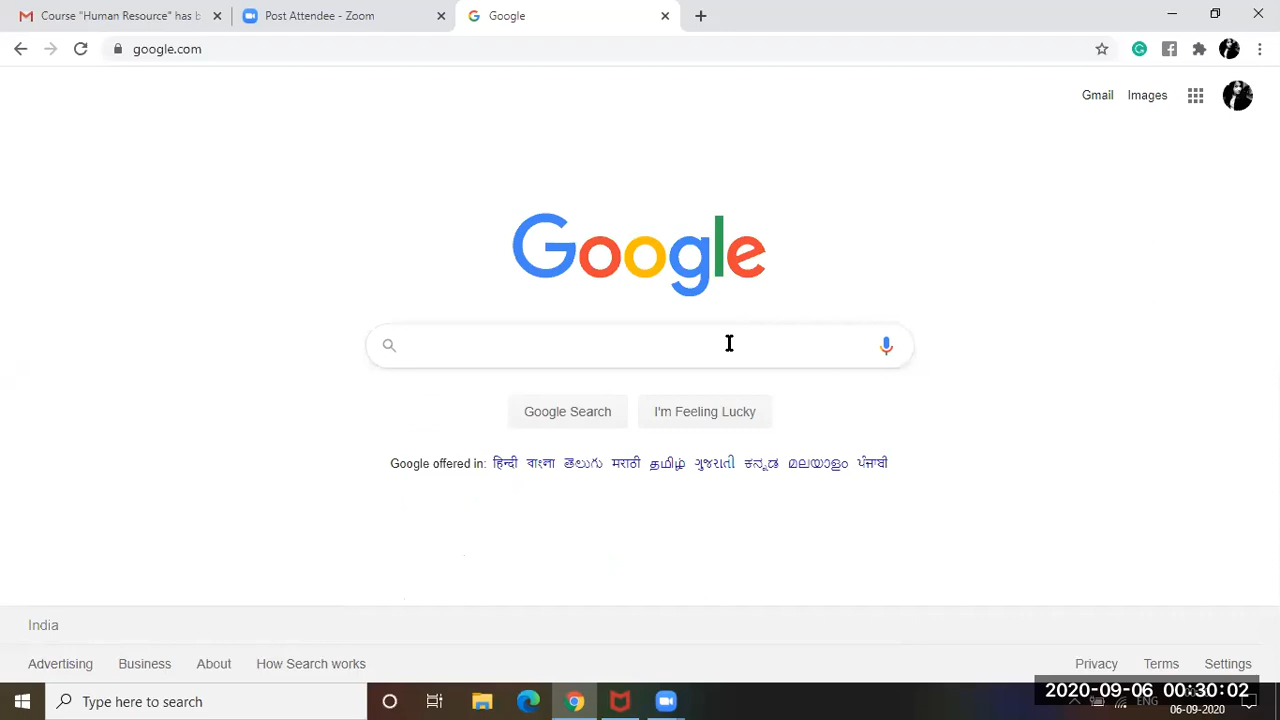 Course "Human Resource" has b
Post Attendee - Zoom
Google
google.com
Gmail
Images
Google
Google Search
I'm Feeling Lucky
Google offered in: हिन्दी বাংলা తెలుగు मराठी தமிழ் ગુજરાતી ಕನ್ನಡ മലയാളം ਪੰਜਾਬੀ
India
Advertising
Business
About
How Search works
Privacy
Terms
Settings
Type here to search
2020-09-06 00:30:02
ENG
06-09-2020